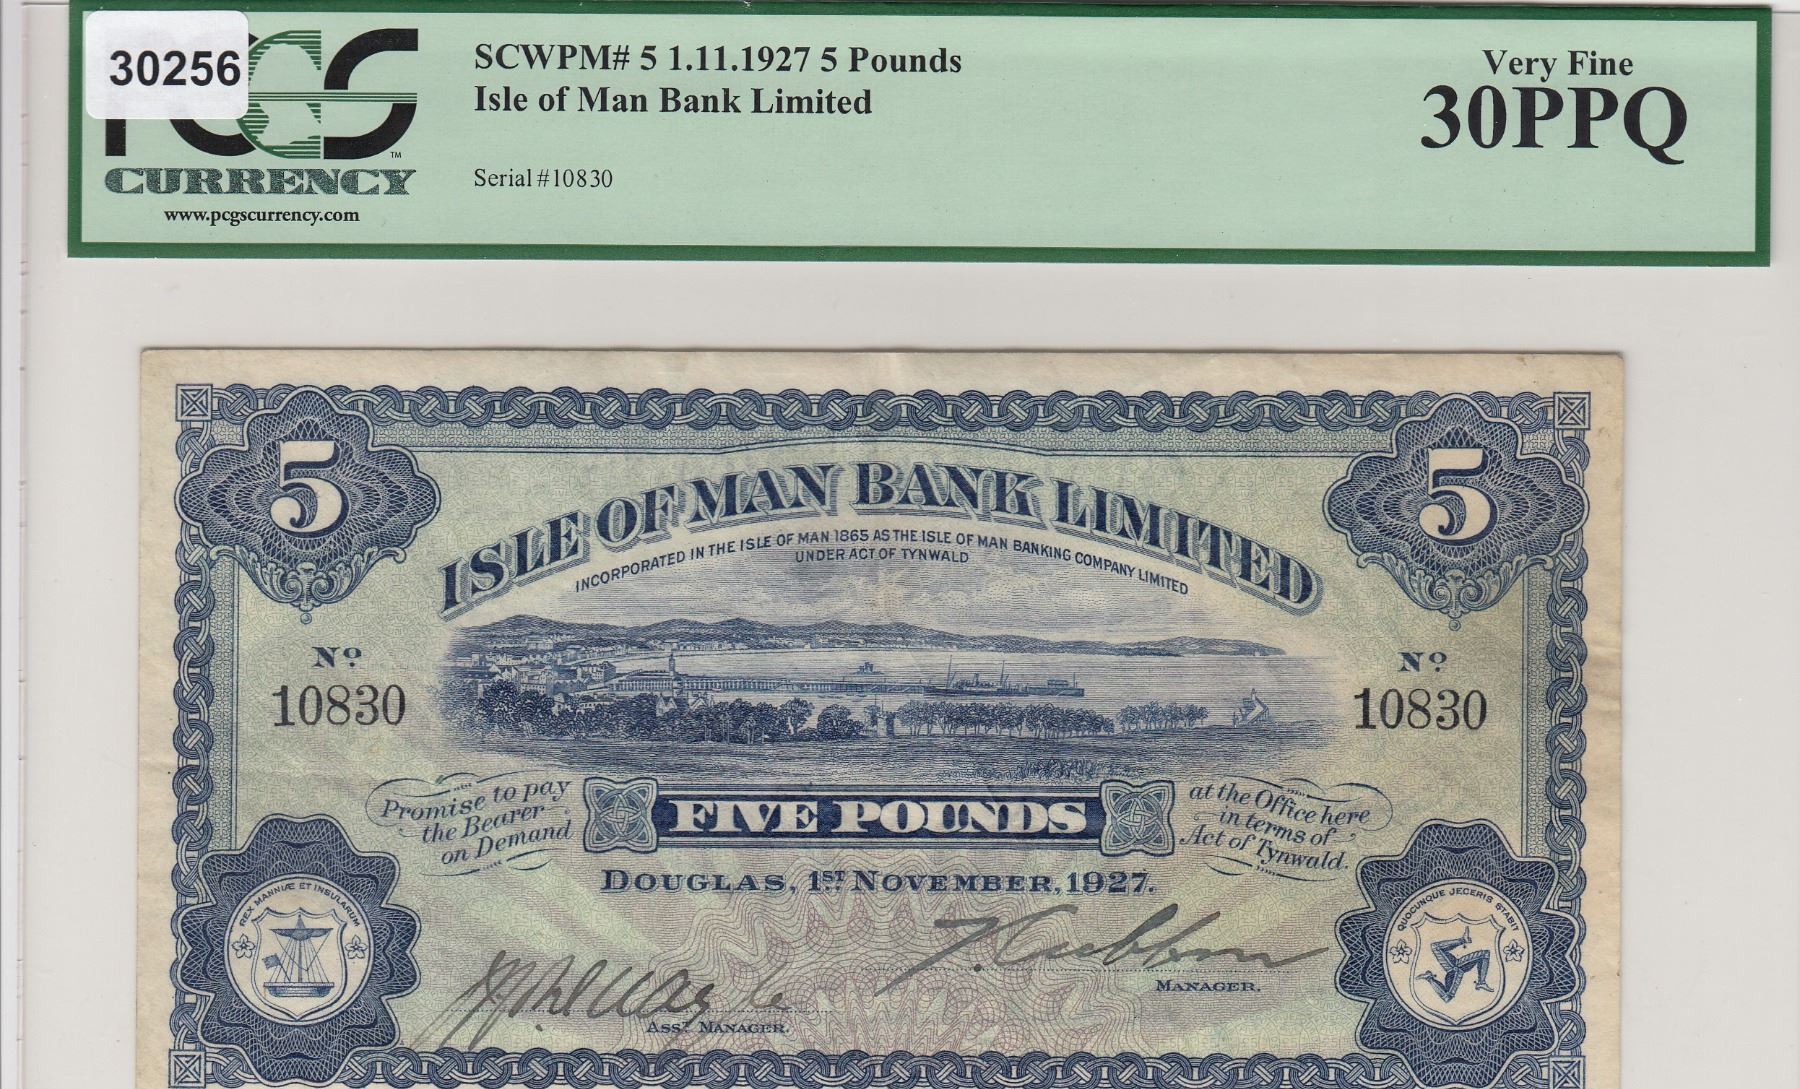 30256
PCGS
TM
CURRENCY
www.pcgscurrency.com
SCWPM# 5 1.11.1927 5 Pounds
Isle of Man Bank Limited
Serial #10830
Very Fine
30PPQ
5
5
ISLE OF MAN BANK LIMITED
INCORPORATED IN THE ISLE OF MAN 1865 AS THE ISLE OF MAN BANKING COMPANY LIMITED
UNDER ACT OF TYNWALD
No
10830
No
10830
Promise to pay
the Bearer
on Demand
FIVE POUNDS
at the Office here
in terms of
Act of Tynwald.
DOUGLAS, 1ST NOVEMBER, 1927.
REX MANNIÆ ET INSULARUM
QUOCUNQUE JECERIS STABIT
MANAGER.
ASST MANAGER.